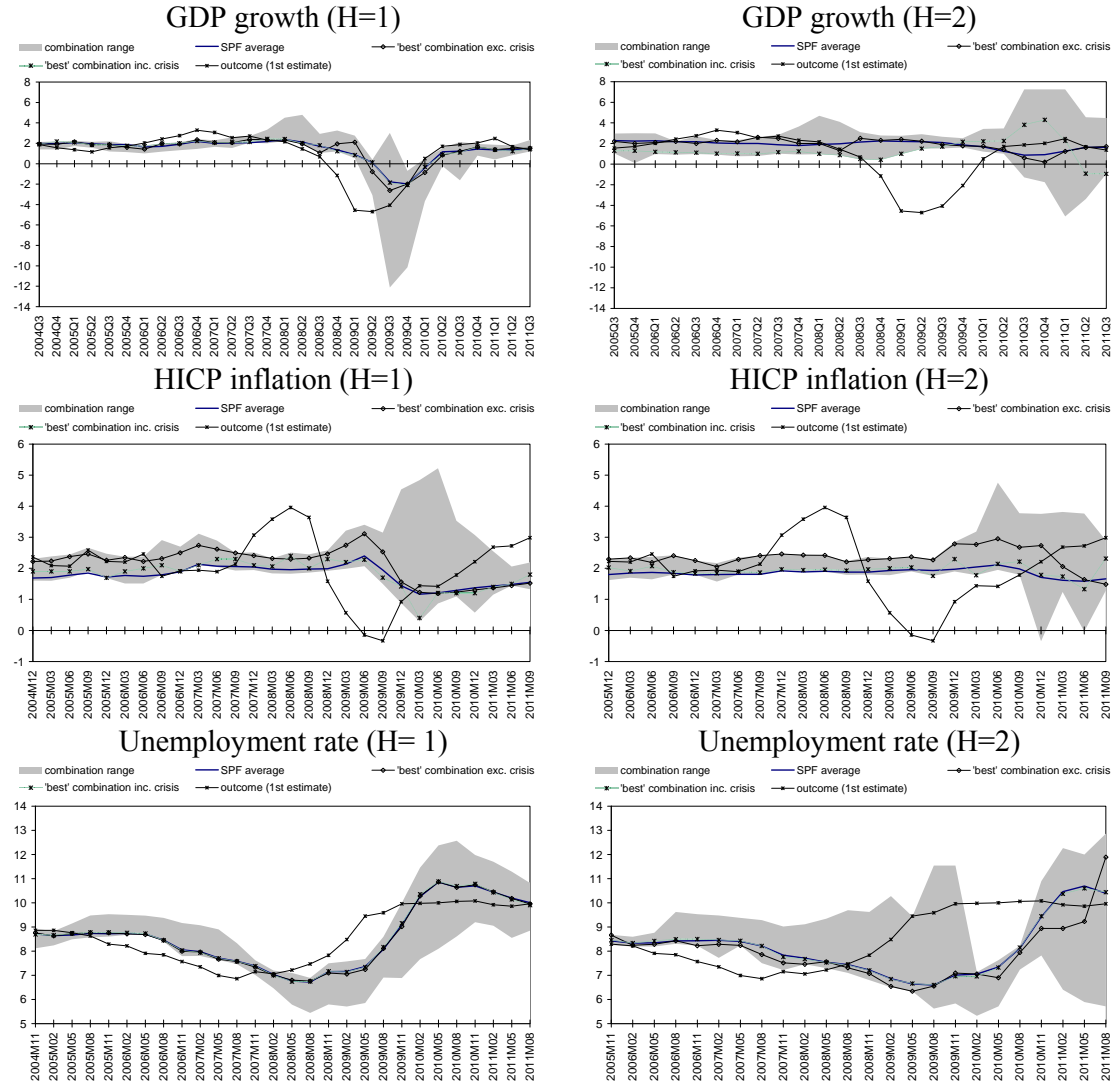 GDP growth (H=1)
combination range SPF average 'best' combination exc. crisis
'best' combination inc. crisis outcome (1st estimate)
8
6
4
2
0
-2
-4
-6
-8
-10
-12
-14
2004Q3 2004Q4 2005Q1 2005Q2 2005Q3 2005Q4 2006Q1 2006Q2 2006Q3 2006Q4 2007Q1 2007Q2 2007Q3 2007Q4 2008Q1 2008Q2 2008Q3 2008Q4 2009Q1 2009Q2 2009Q3 2009Q4 2010Q1 2010Q2 2010Q3 2010Q4 2011Q1 2011Q2 2011Q3
GDP growth (H=2)
combination range SPF average 'best' combination exc. crisis
'best' combination inc. crisis outcome (1st estimate)
8
6
4
2
0
-2
-4
-6
-8
-10
-12
-14
2005Q3 2005Q4 2006Q1 2006Q2 2006Q3 2006Q4 2007Q1 2007Q2 2007Q3 2007Q4 2008Q1 2008Q2 2008Q3 2008Q4 2009Q1 2009Q2 2009Q3 2009Q4 2010Q1 2010Q2 2010Q3 2010Q4 2011Q1 2011Q2 2011Q3
HICP inflation (H=1)
combination range SPF average 'best' combination exc. crisis
'best' combination inc. crisis outcome (1st estimate)
6
5
4
3
2
1
0
-1
2004M12 2005M03 2005M06 2005M09 2005M12 2006M03 2006M06 2006M09 2006M12 2007M03 2007M06 2007M09 2007M12 2008M03 2008M06 2008M09 2008M12 2009M03 2009M06 2009M09 2009M12 2010M03 2010M06 2010M09 2010M12 2011M03 2011M06 2011M09
HICP inflation (H=2)
combination range SPF average 'best' combination exc. crisis
'best' combination inc. crisis outcome (1st estimate)
6
5
4
3
2
1
0
-1
2005M12 2006M03 2006M06 2006M09 2006M12 2007M03 2007M06 2007M09 2007M12 2008M03 2008M06 2008M09 2008M12 2009M03 2009M06 2009M09 2009M12 2010M03 2010M06 2010M09 2010M12 2011M03 2011M06 2011M09
Unemployment rate (H= 1)
combination range SPF average 'best' combination exc. crisis
'best' combination inc. crisis outcome (1st estimate)
14
13
12
11
10
9
8
7
6
5
2004M11 2005M02 2005M05 2005M08 2005M11 2006M02 2006M05 2006M08 2006M11 2007M02 2007M05 2007M08 2007M11 2008M02 2008M05 2008M08 2008M11 2009M02 2009M05 2009M08 2009M11 2010M02 2010M05 2010M08 2010M11 2011M02 2011M05 2011M08
Unemployment rate (H=2)
combination range SPF average 'best' combination exc. crisis
'best' combination inc. crisis outcome (1st estimate)
14
13
12
11
10
9
8
7
6
5
2005M11 2006M02 2006M05 2006M08 2006M11 2007M02 2007M05 2007M08 2007M11 2008M02 2008M05 2008M08 2008M11 2009M02 2009M05 2009M08 2009M11 2010M02 2010M05 2010M08 2010M11 2011M02 2011M05 2011M08